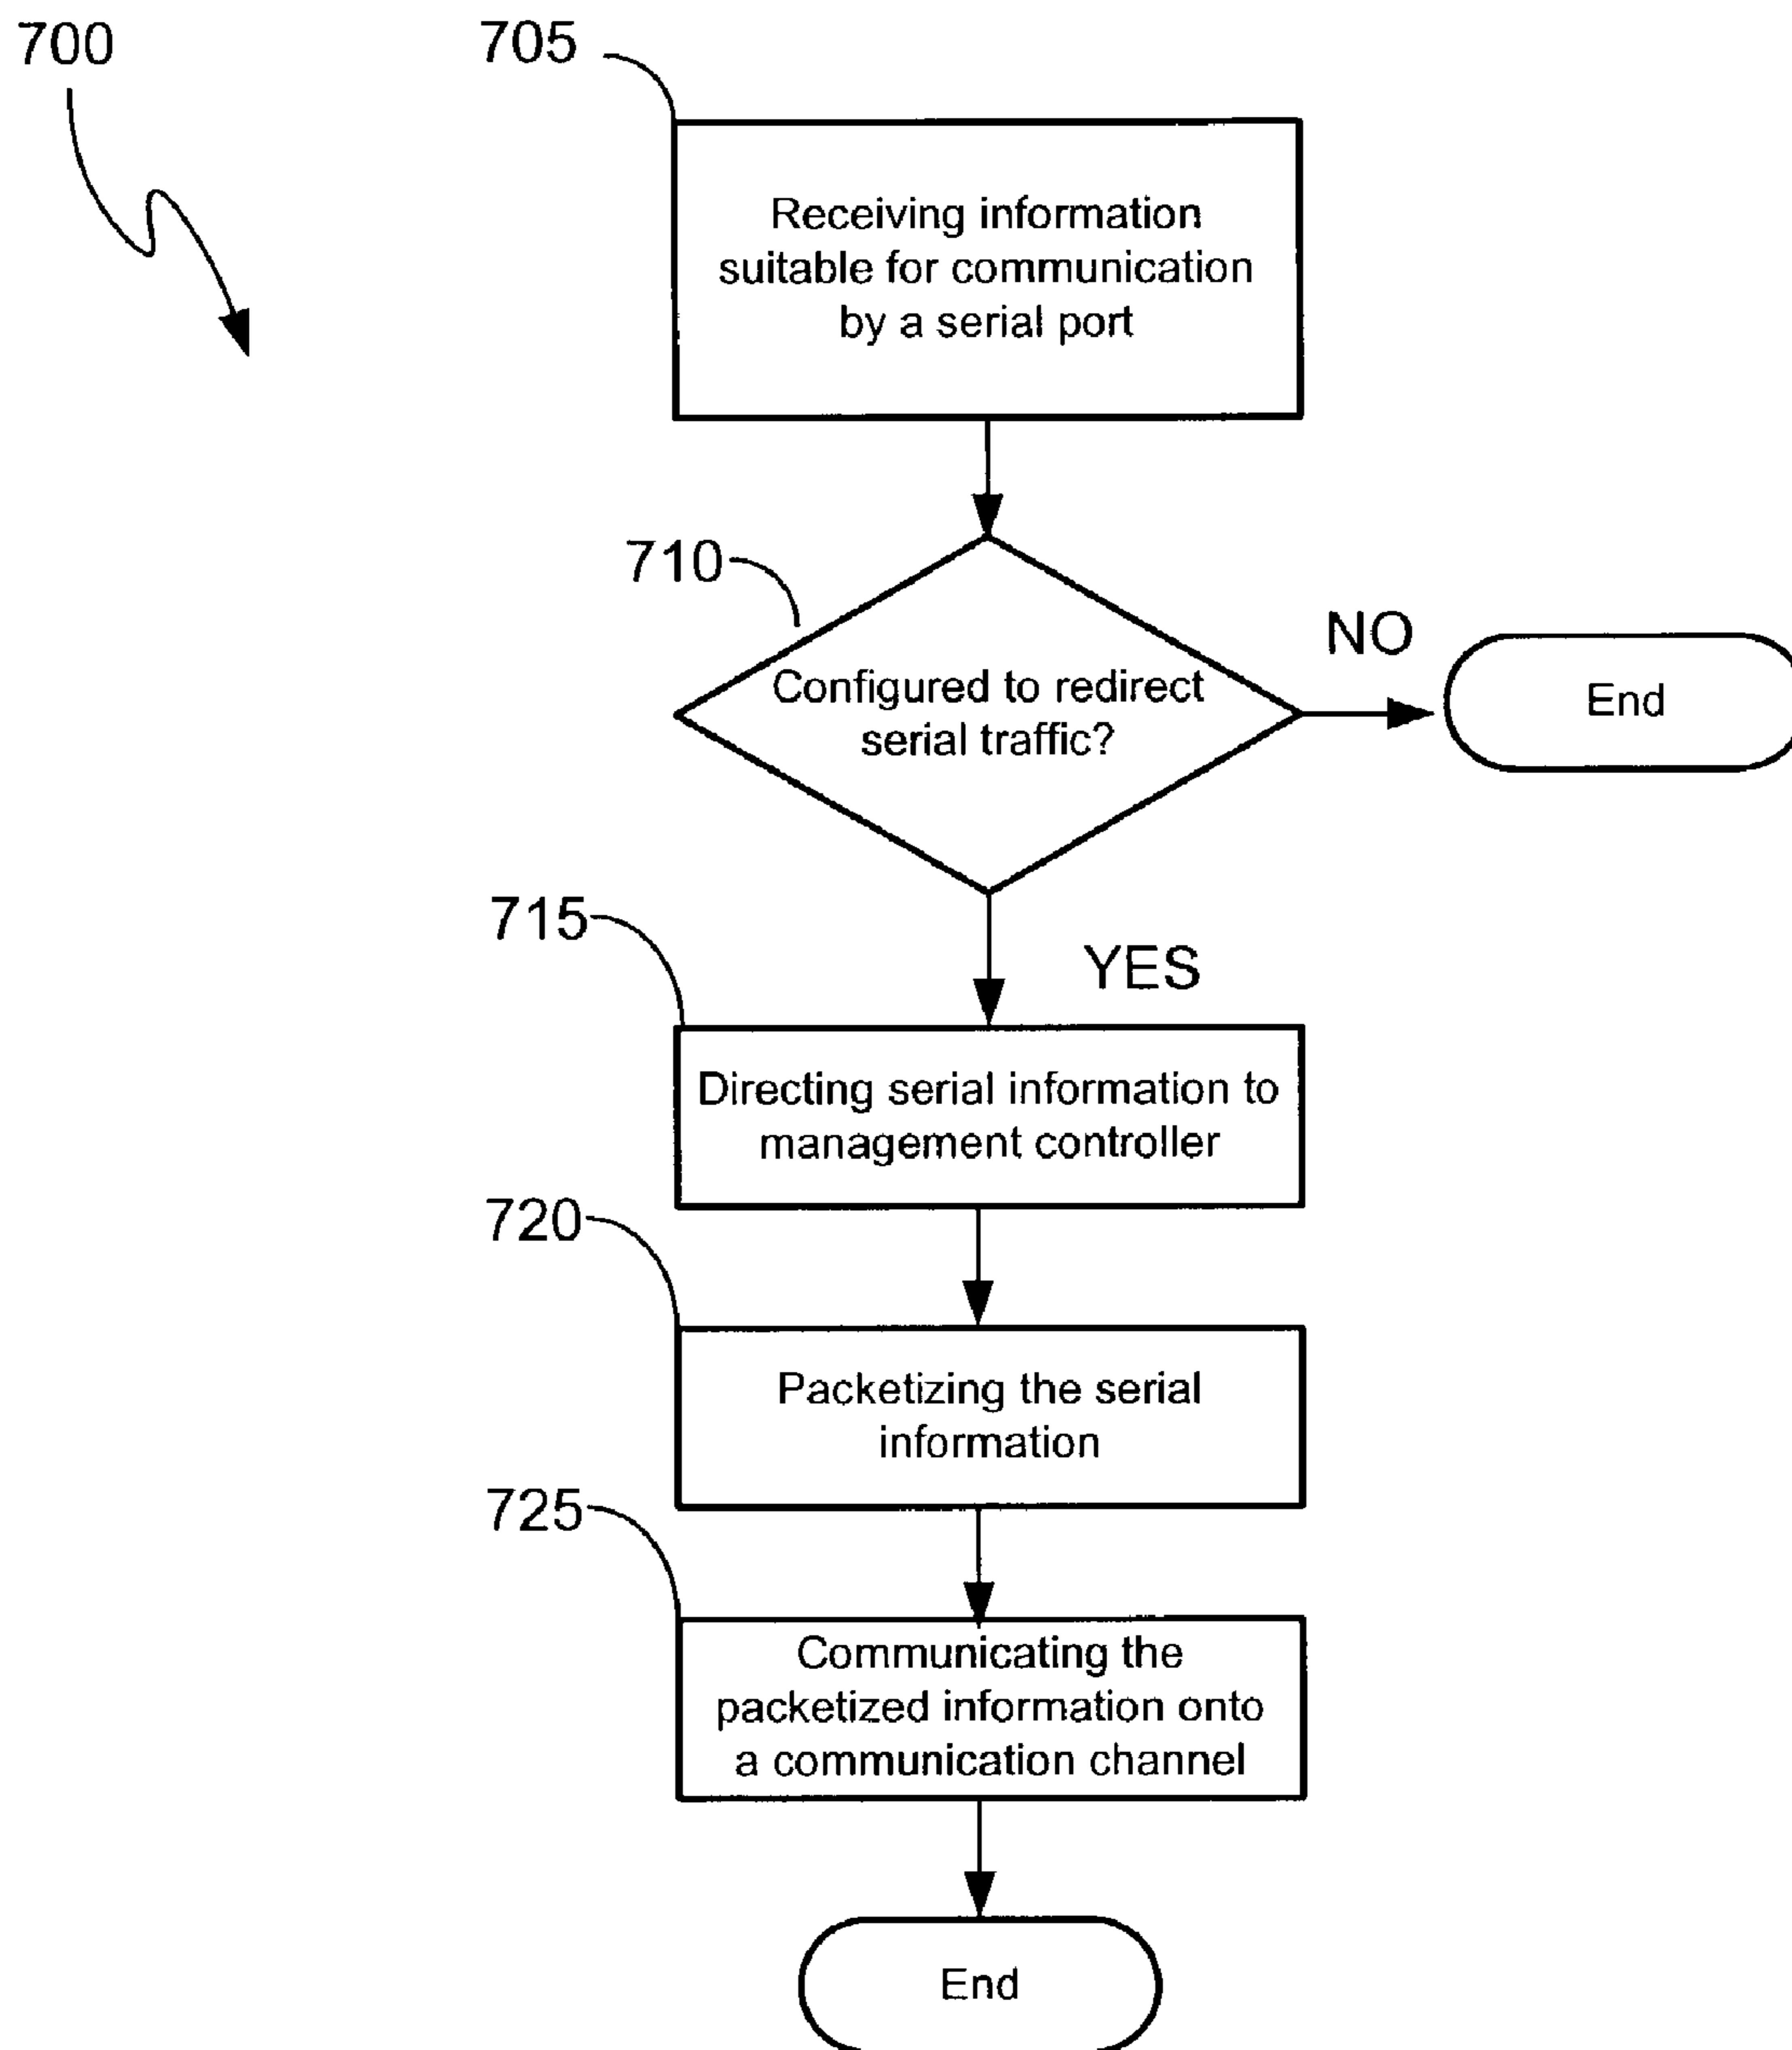 700
705
Receiving information
suitable for communication
by a serial port
710
Configured to redirect
serial traffic?
NO
End
YES
715
Directing serial information to
management controller
720
Packetizing the serial
information
725
Communicating the
packetized information onto
a communication channel
End